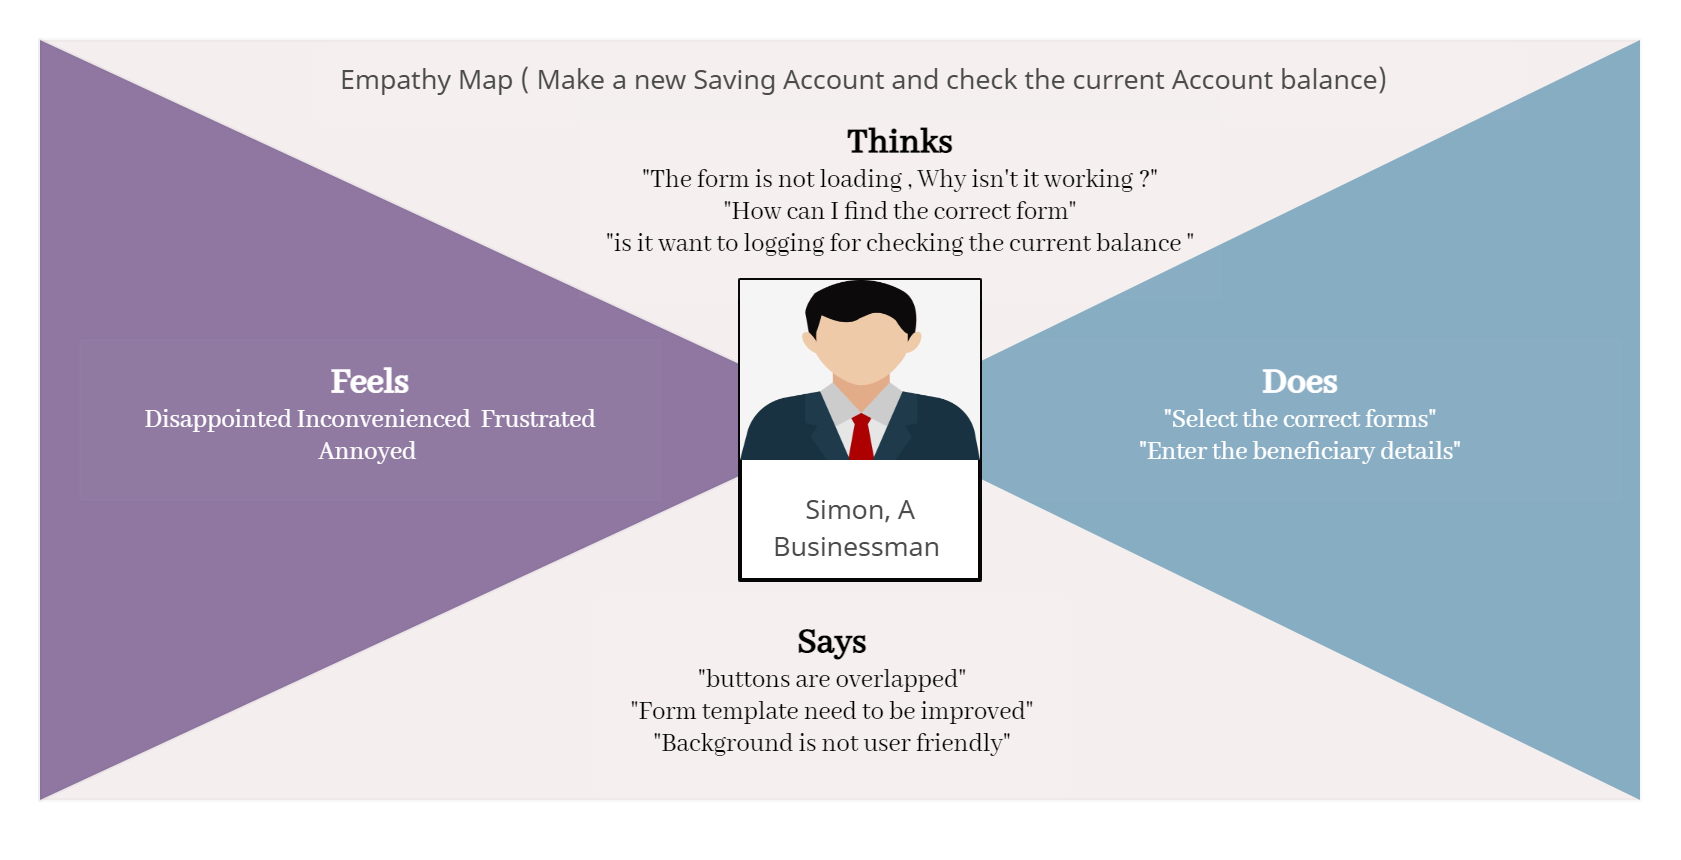 Empathy Map ( Make a new Saving Account and check the current Account balance)
Thinks
"The form is not loading , Why isn't it working ?"
"How can I find the correct form"
"is it want to logging for checking the current balance "
Feels
Disappointed Inconvenienced  Frustrated
Annoyed
Does
"Select the correct forms"
"Enter the beneficiary details"
Simon, A
Businessman
Says
"buttons are overlapped"
"Form template need to be improved"
"Background is not user friendly"